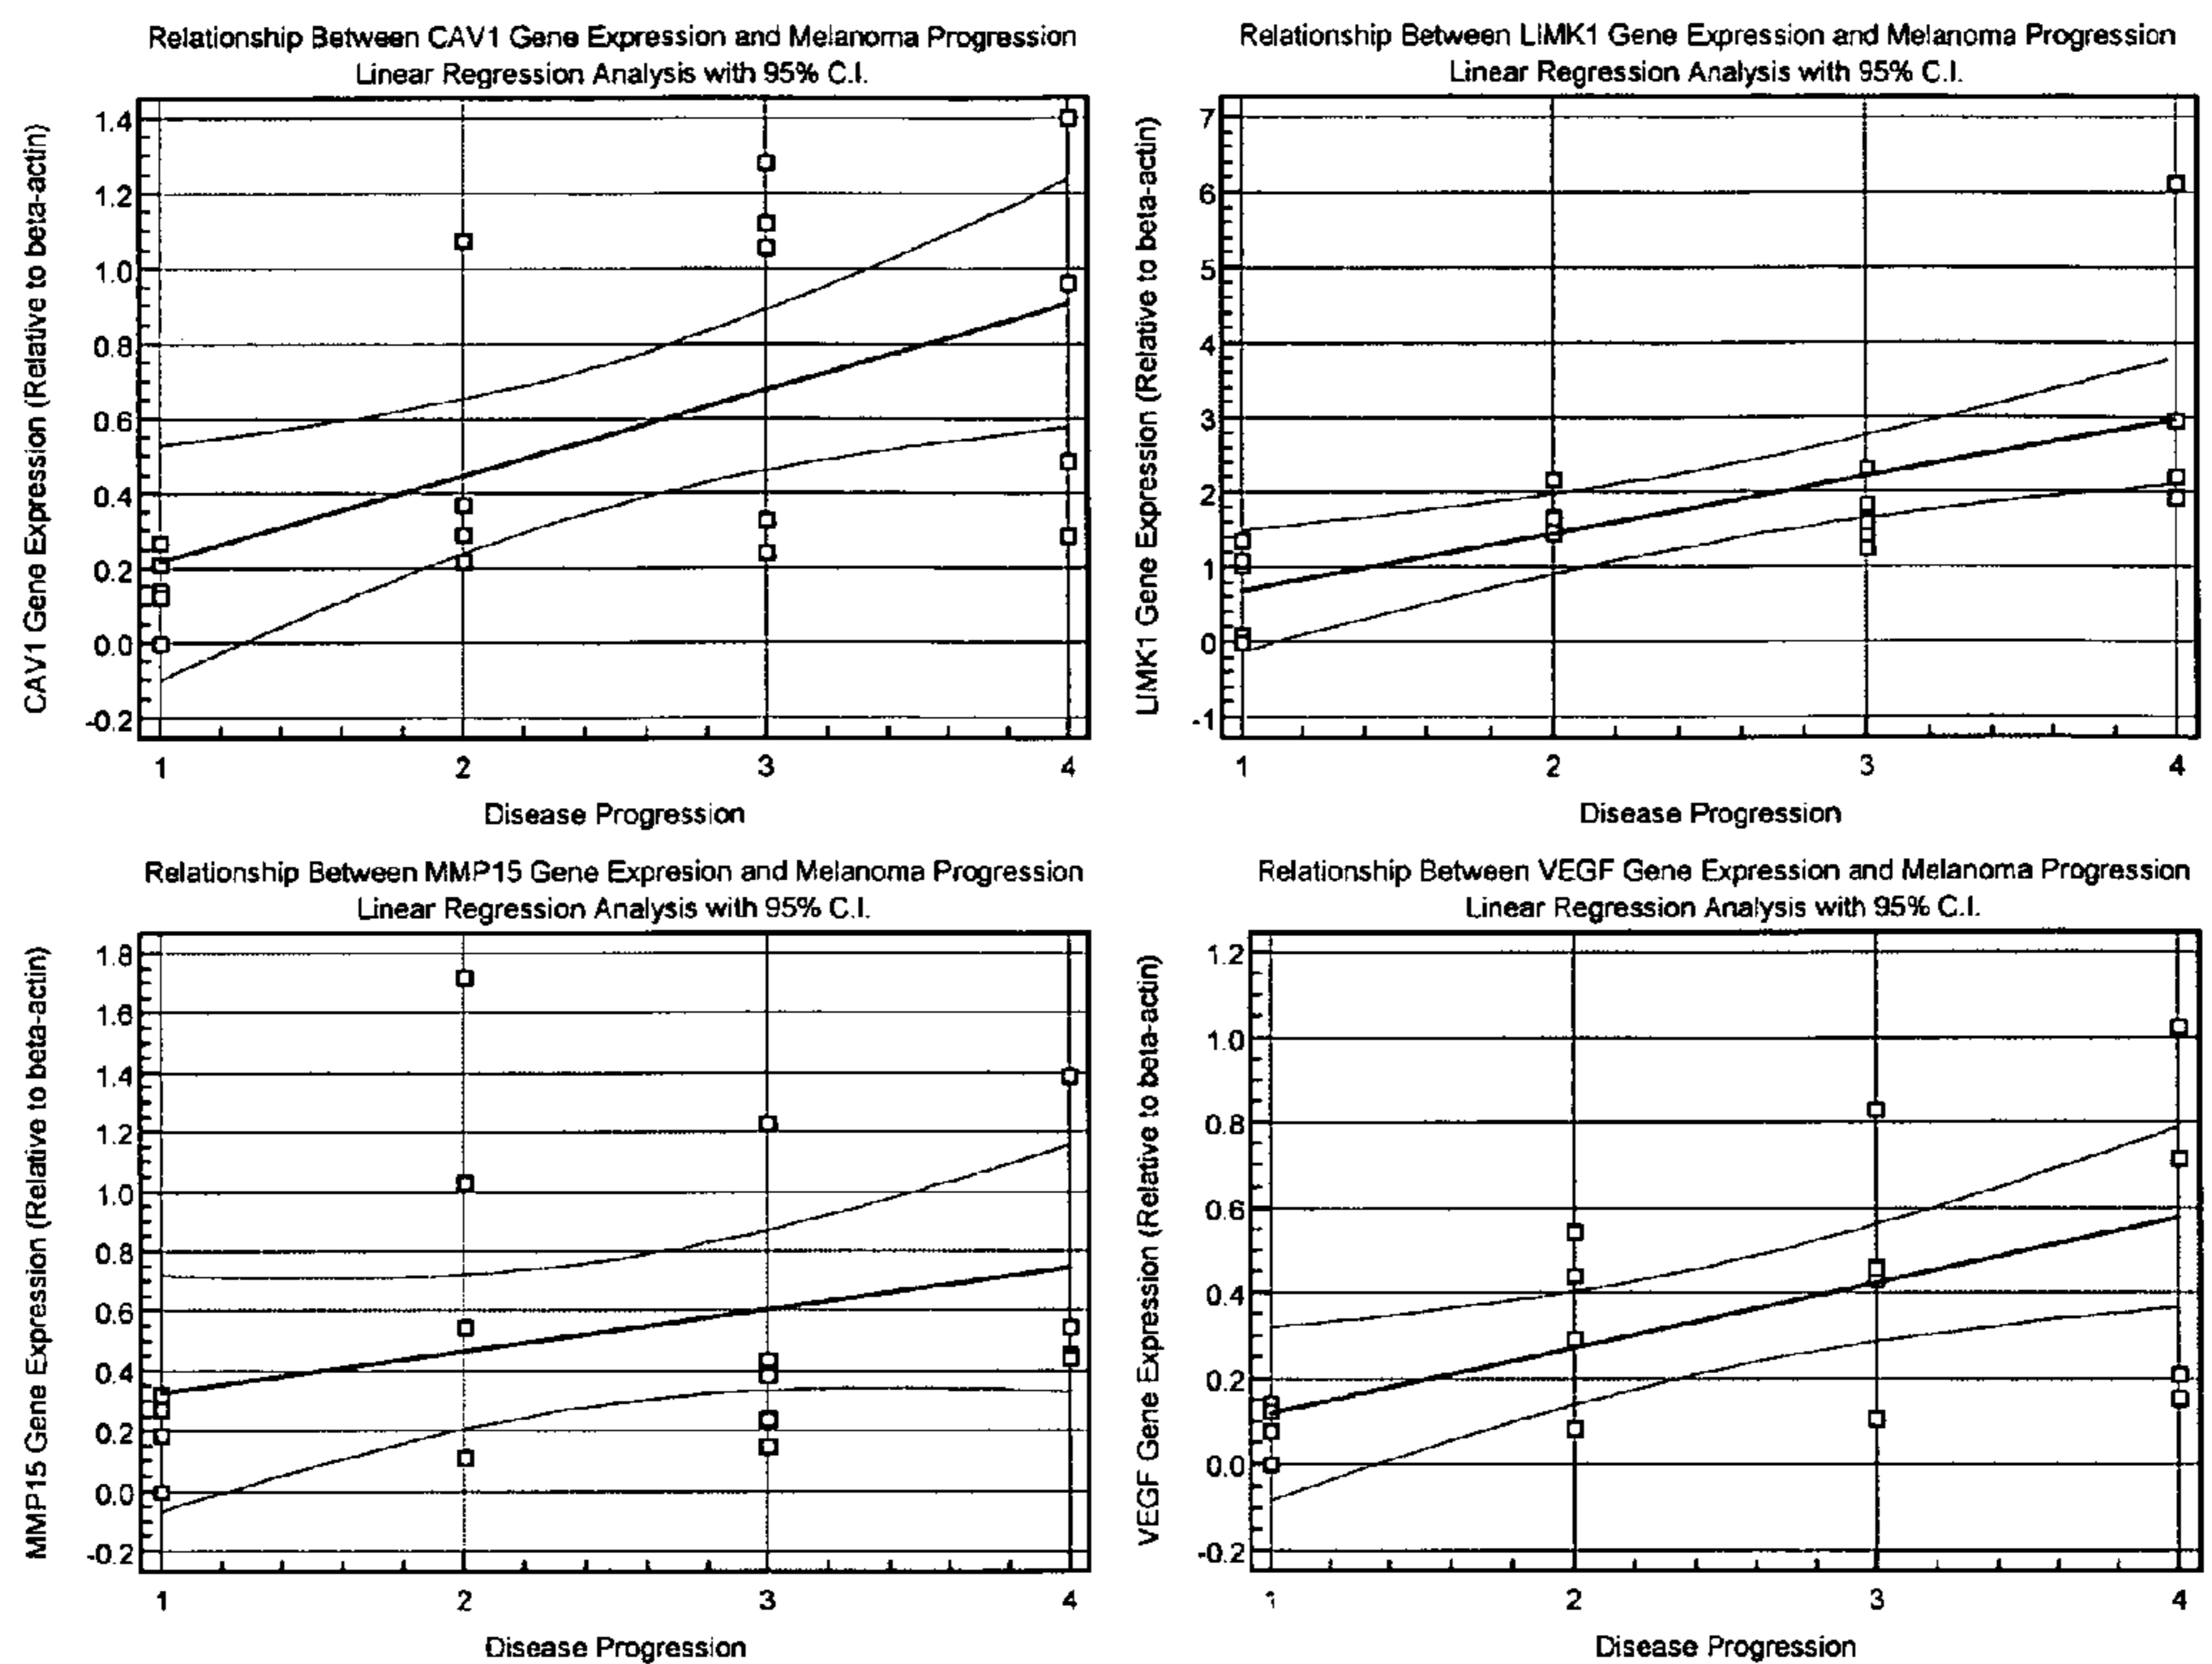 Relationship Between CAV1 Gene Expression and Melanoma Progression
Linear Regression Analysis with 95% C.I.
CAV1 Gene Expression (Relative to beta-actin)
1.4
1.2
1.0
0.8
0.6
0.4
0.2
0.0
-0.2
1 2 3 4
Disease Progression
Relationship Between LIMK1 Gene Expression and Melanoma Progression
Linear Regression Analysis with 95% C.I.
LIMK1 Gene Expression (Relative to beta-actin)
7
6
5
4
3
2
1
0
-1
1 2 3 4
Disease Progression
Relationship Between MMP15 Gene Expresion and Melanoma Progression
Linear Regression Analysis with 95% C.I.
MMP15 Gene Expression (Relative to beta-actin)
1.8
1.6
1.4
1.2
1.0
0.8
0.6
0.4
0.2
0.0
-0.2
1 2 3 4
Disease Progression
Relationship Between VEGF Gene Expression and Melanoma Progression
Linear Regression Analysis with 95% C.I.
VEGF Gene Expression (Relative to beta-actin)
1.2
1.0
0.8
0.6
0.4
0.2
0.0
-0.2
1 2 3 4
Disease Progression